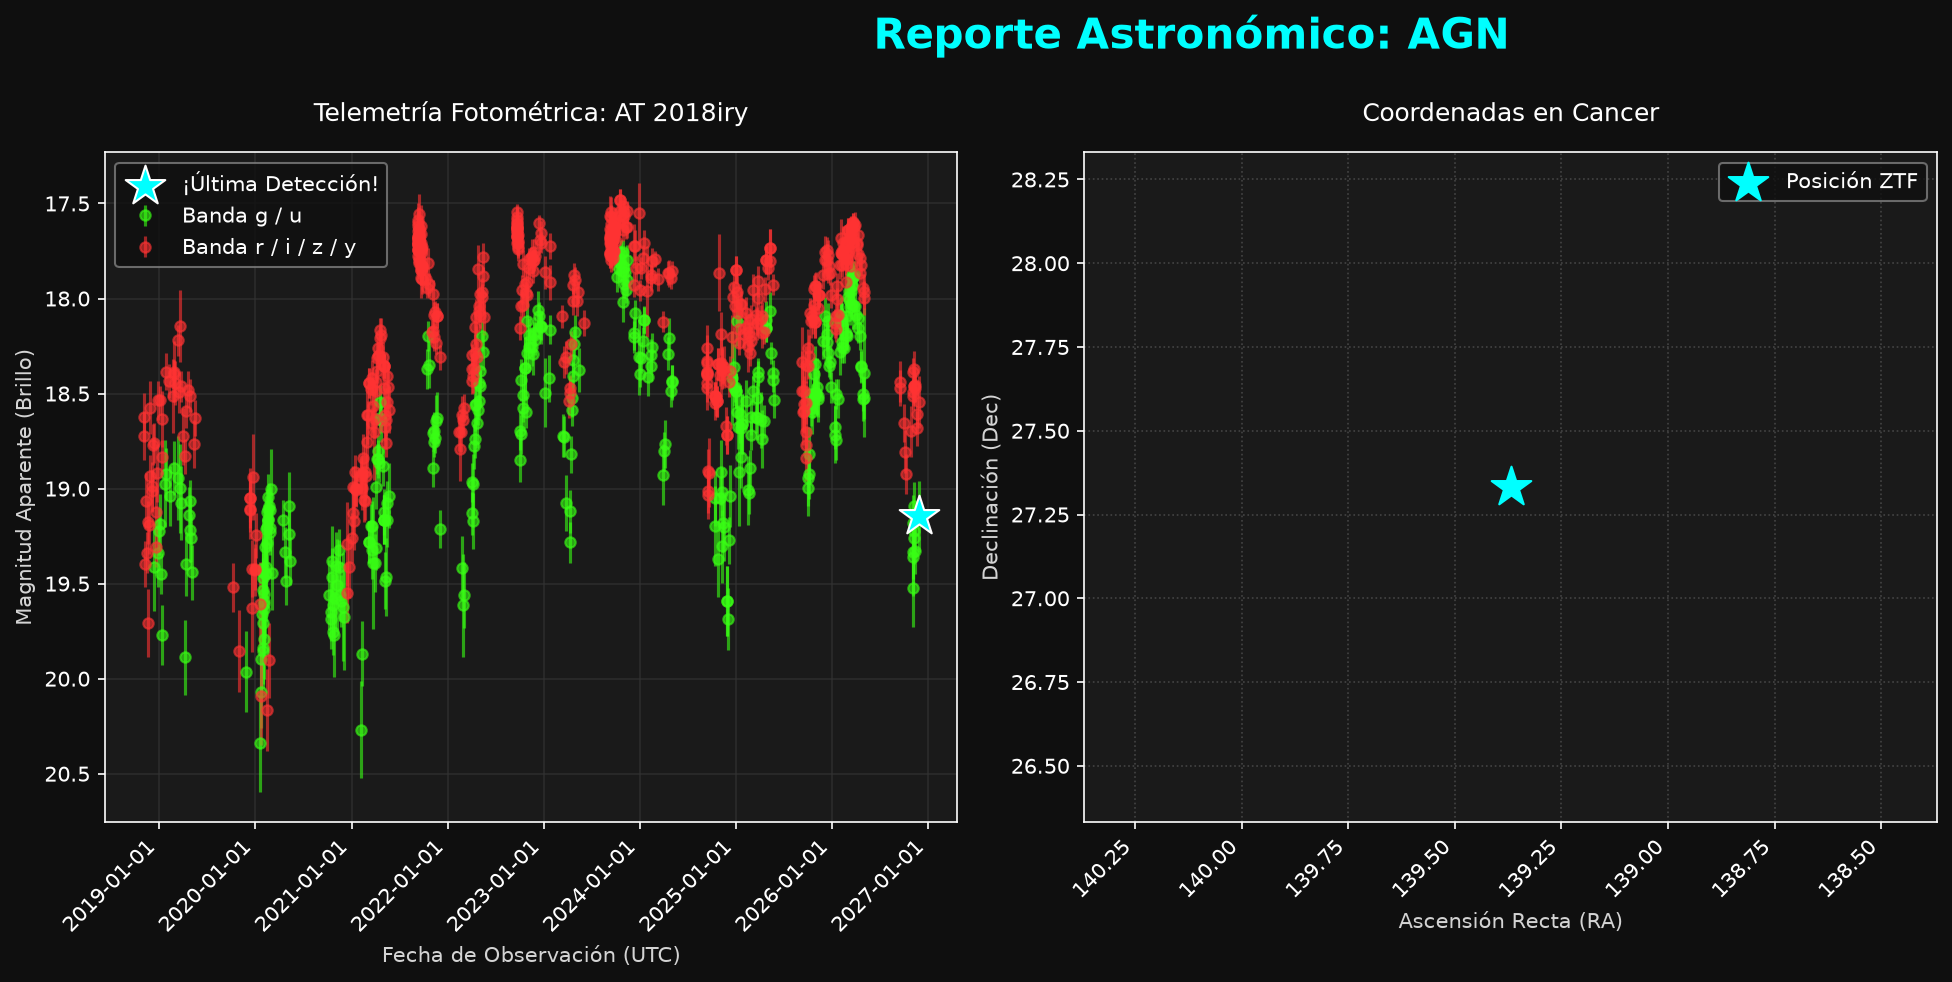 Reporte Astronómico: AGN
Telemetría Fotométrica: AT 2018iry
¡Última Detección!
Banda g / u
Banda r / i / z / y
Magnitud Aparente (Brillo)
17.5
18.0
18.5
19.0
19.5
20.0
20.5
2019-01-01
2020-01-01
2021-01-01
2022-01-01
2023-01-01
2024-01-01
2025-01-01
2026-01-01
2027-01-01
Fecha de Observación (UTC)
Coordenadas en Cancer
Posición ZTF
Declinación (Dec)
28.25
28.00
27.75
27.50
27.25
27.00
26.75
26.50
140.25
140.00
139.75
139.50
139.25
139.00
138.75
138.50
Ascensión Recta (RA)